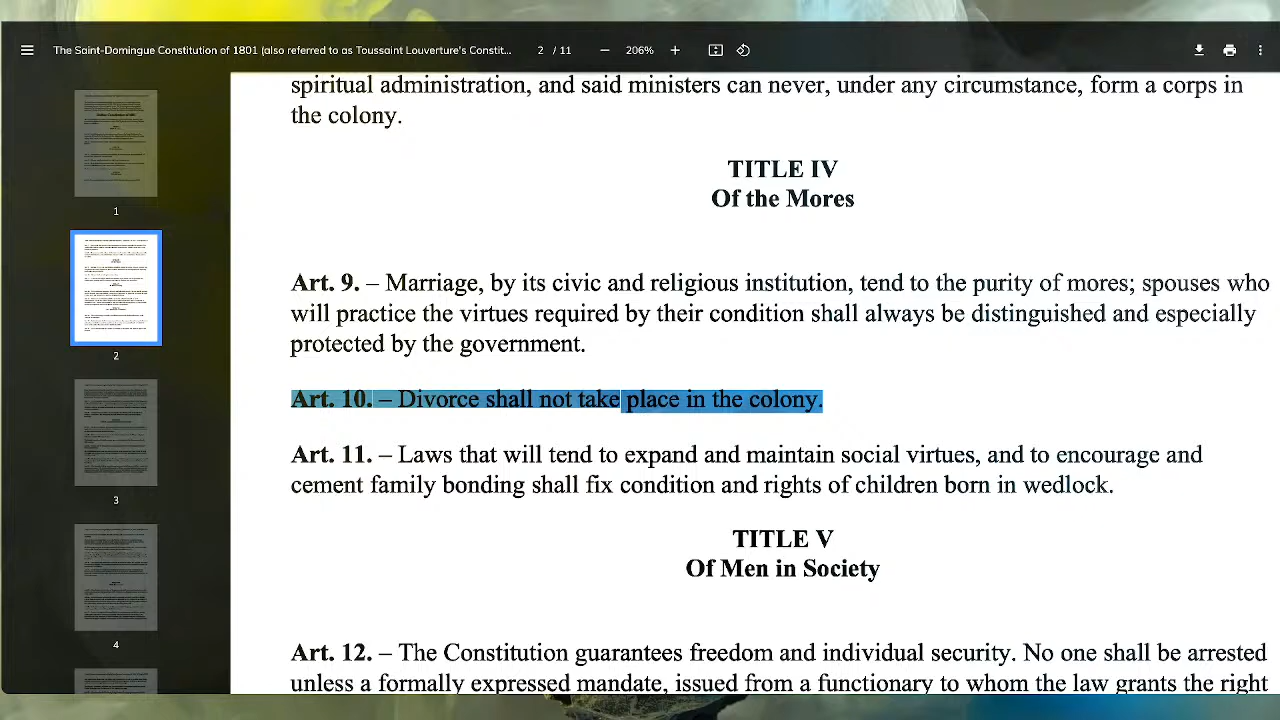 The Saint-Domingue Constitution of 1801 (also referred to as Toussaint Louverture's Constit... 2 / 11 206%
spiritual administration, and said ministers can never, under any circumstance, form a corps in
the colony.
TITLE IV
Of the Mores
Art. 9. – Marriage, by its civic and religious institution, tend to the purity of mores; spouses who
will practice the virtues required by their condition shall always be distinguished and especially
protected by the government.
Art. 10. – Divorce shall not take place in the colony.
Art. 11. – Laws that will tend to expand and maintain social virtues, and to encourage and
cement family bonding shall fix condition and rights of children born in wedlock.
TITLE V
Of Men in Society
Art. 12. – The Constitution guarantees freedom and individual security. No one shall be arrested
unless a formally expressed mandate, issued from a functionary to whom the law grants the right
1
2
3
4